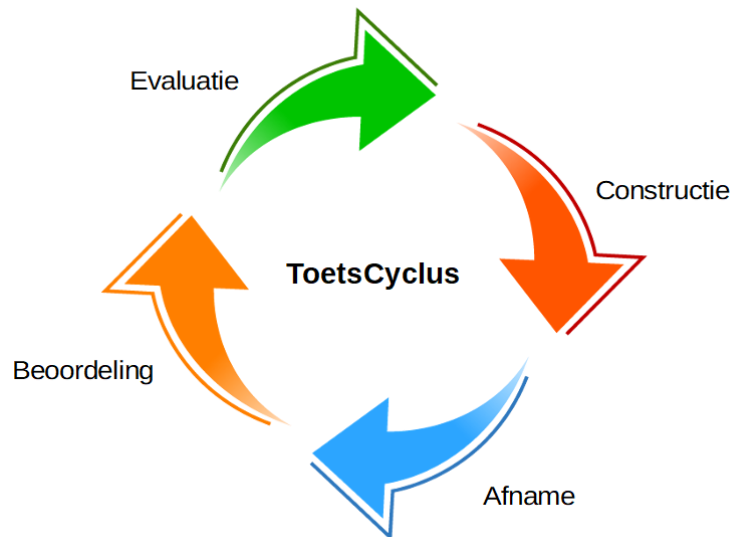 Evaluatie
Constructie
ToetsCyclus
Beoordeling
Afname